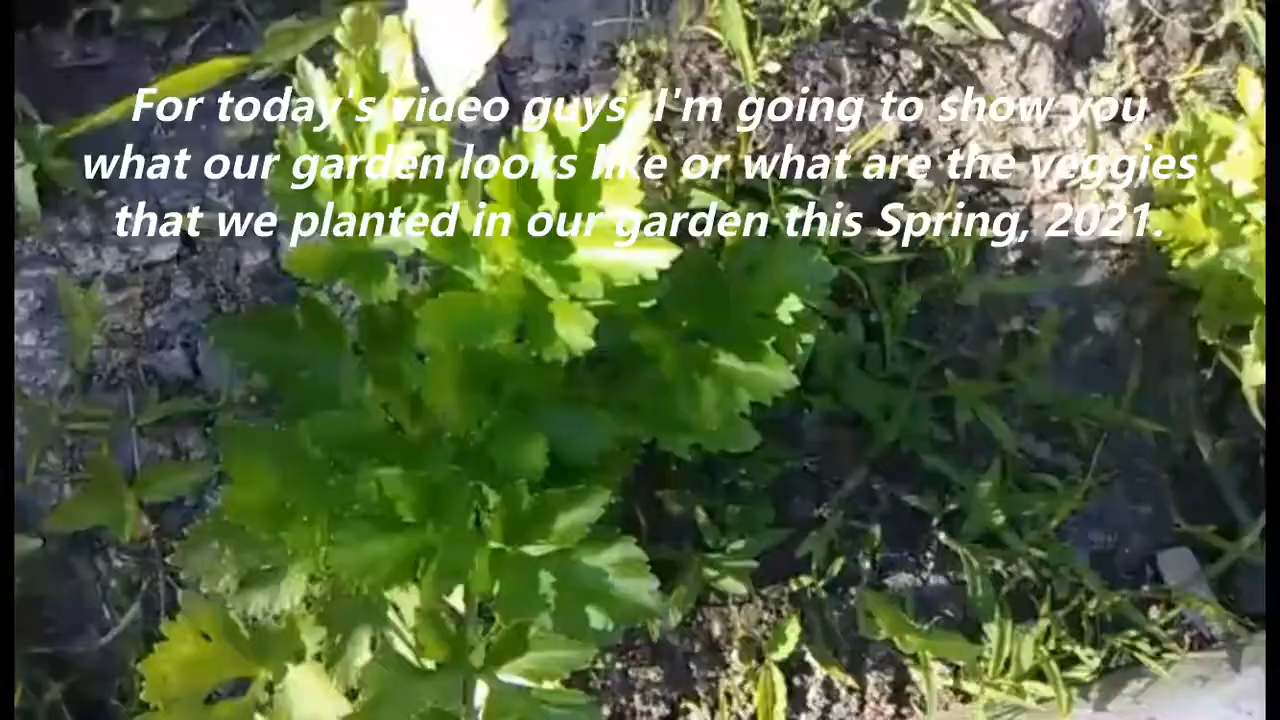 For today's video guys, I'm going to show you
what our garden looks like or what are the veggies
that we planted in our garden this Spring, 2021.